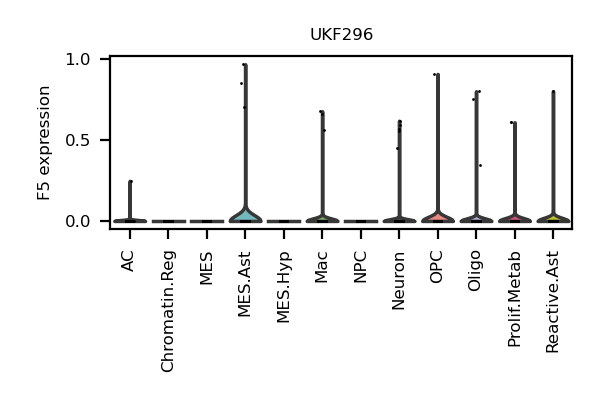 UKF296
F5 expression
1.0
0.5
0.0
AC
Chromatin.Reg
MES
MES.Ast
MES.Hyp
Mac
NPC
Neuron
OPC
Oligo
Prolif.Metab
Reactive.Ast